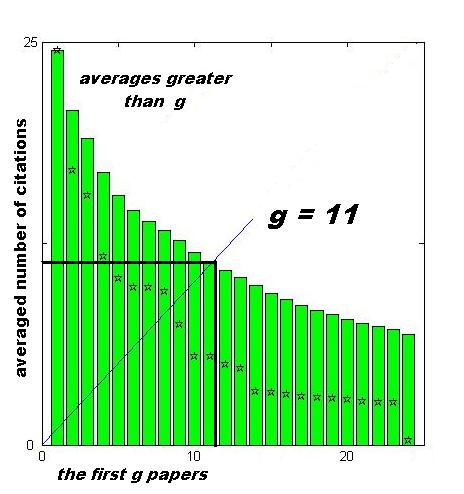 25
averages greater
than g
averaged number of citations
g = 11
0
0
10
20
the first g papers